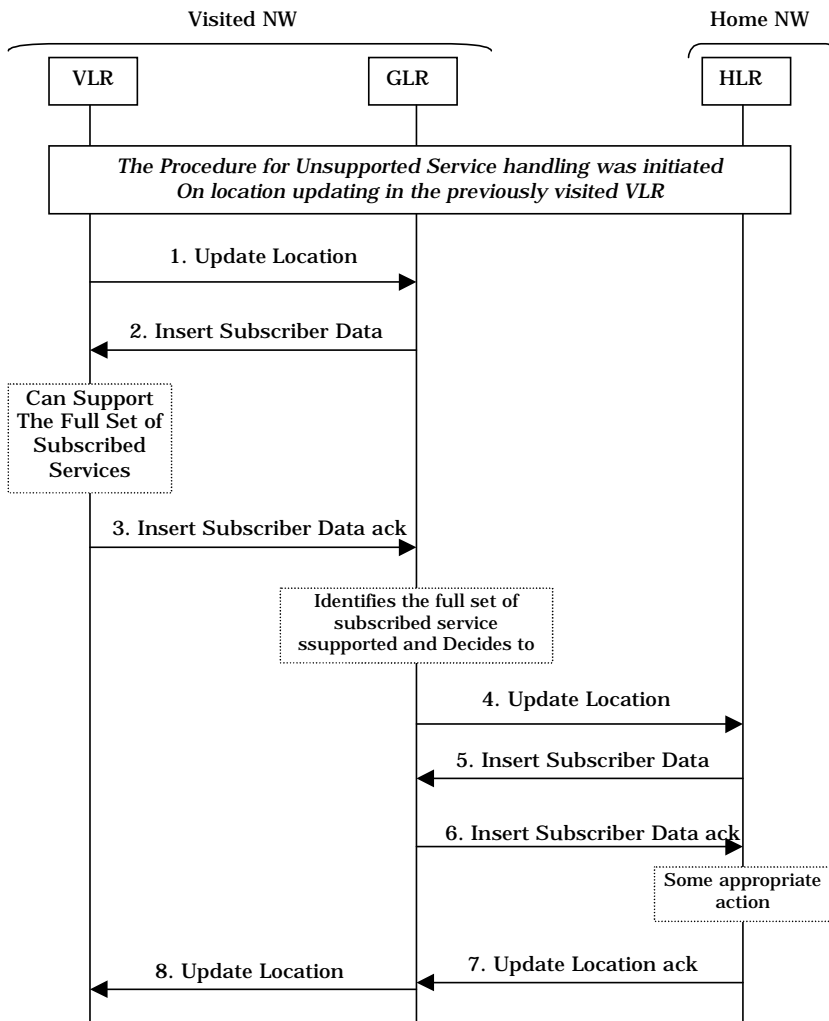 Visited NW
Home NW
VLR
GLR
HLR
The Procedure for Unsupported Service handling was initiated
On location updating in the previously visited VLR
1. Update Location
2. Insert Subscriber Data
Can Support
The Full Set of
Subscribed
Services
3. Insert Subscriber Data ack
Identifies the full set of
subscribed service
ssupported and Decides to
4. Update Location
5. Insert Subscriber Data
6. Insert Subscriber Data ack
Some appropriate
action
7. Update Location ack
8. Update Location